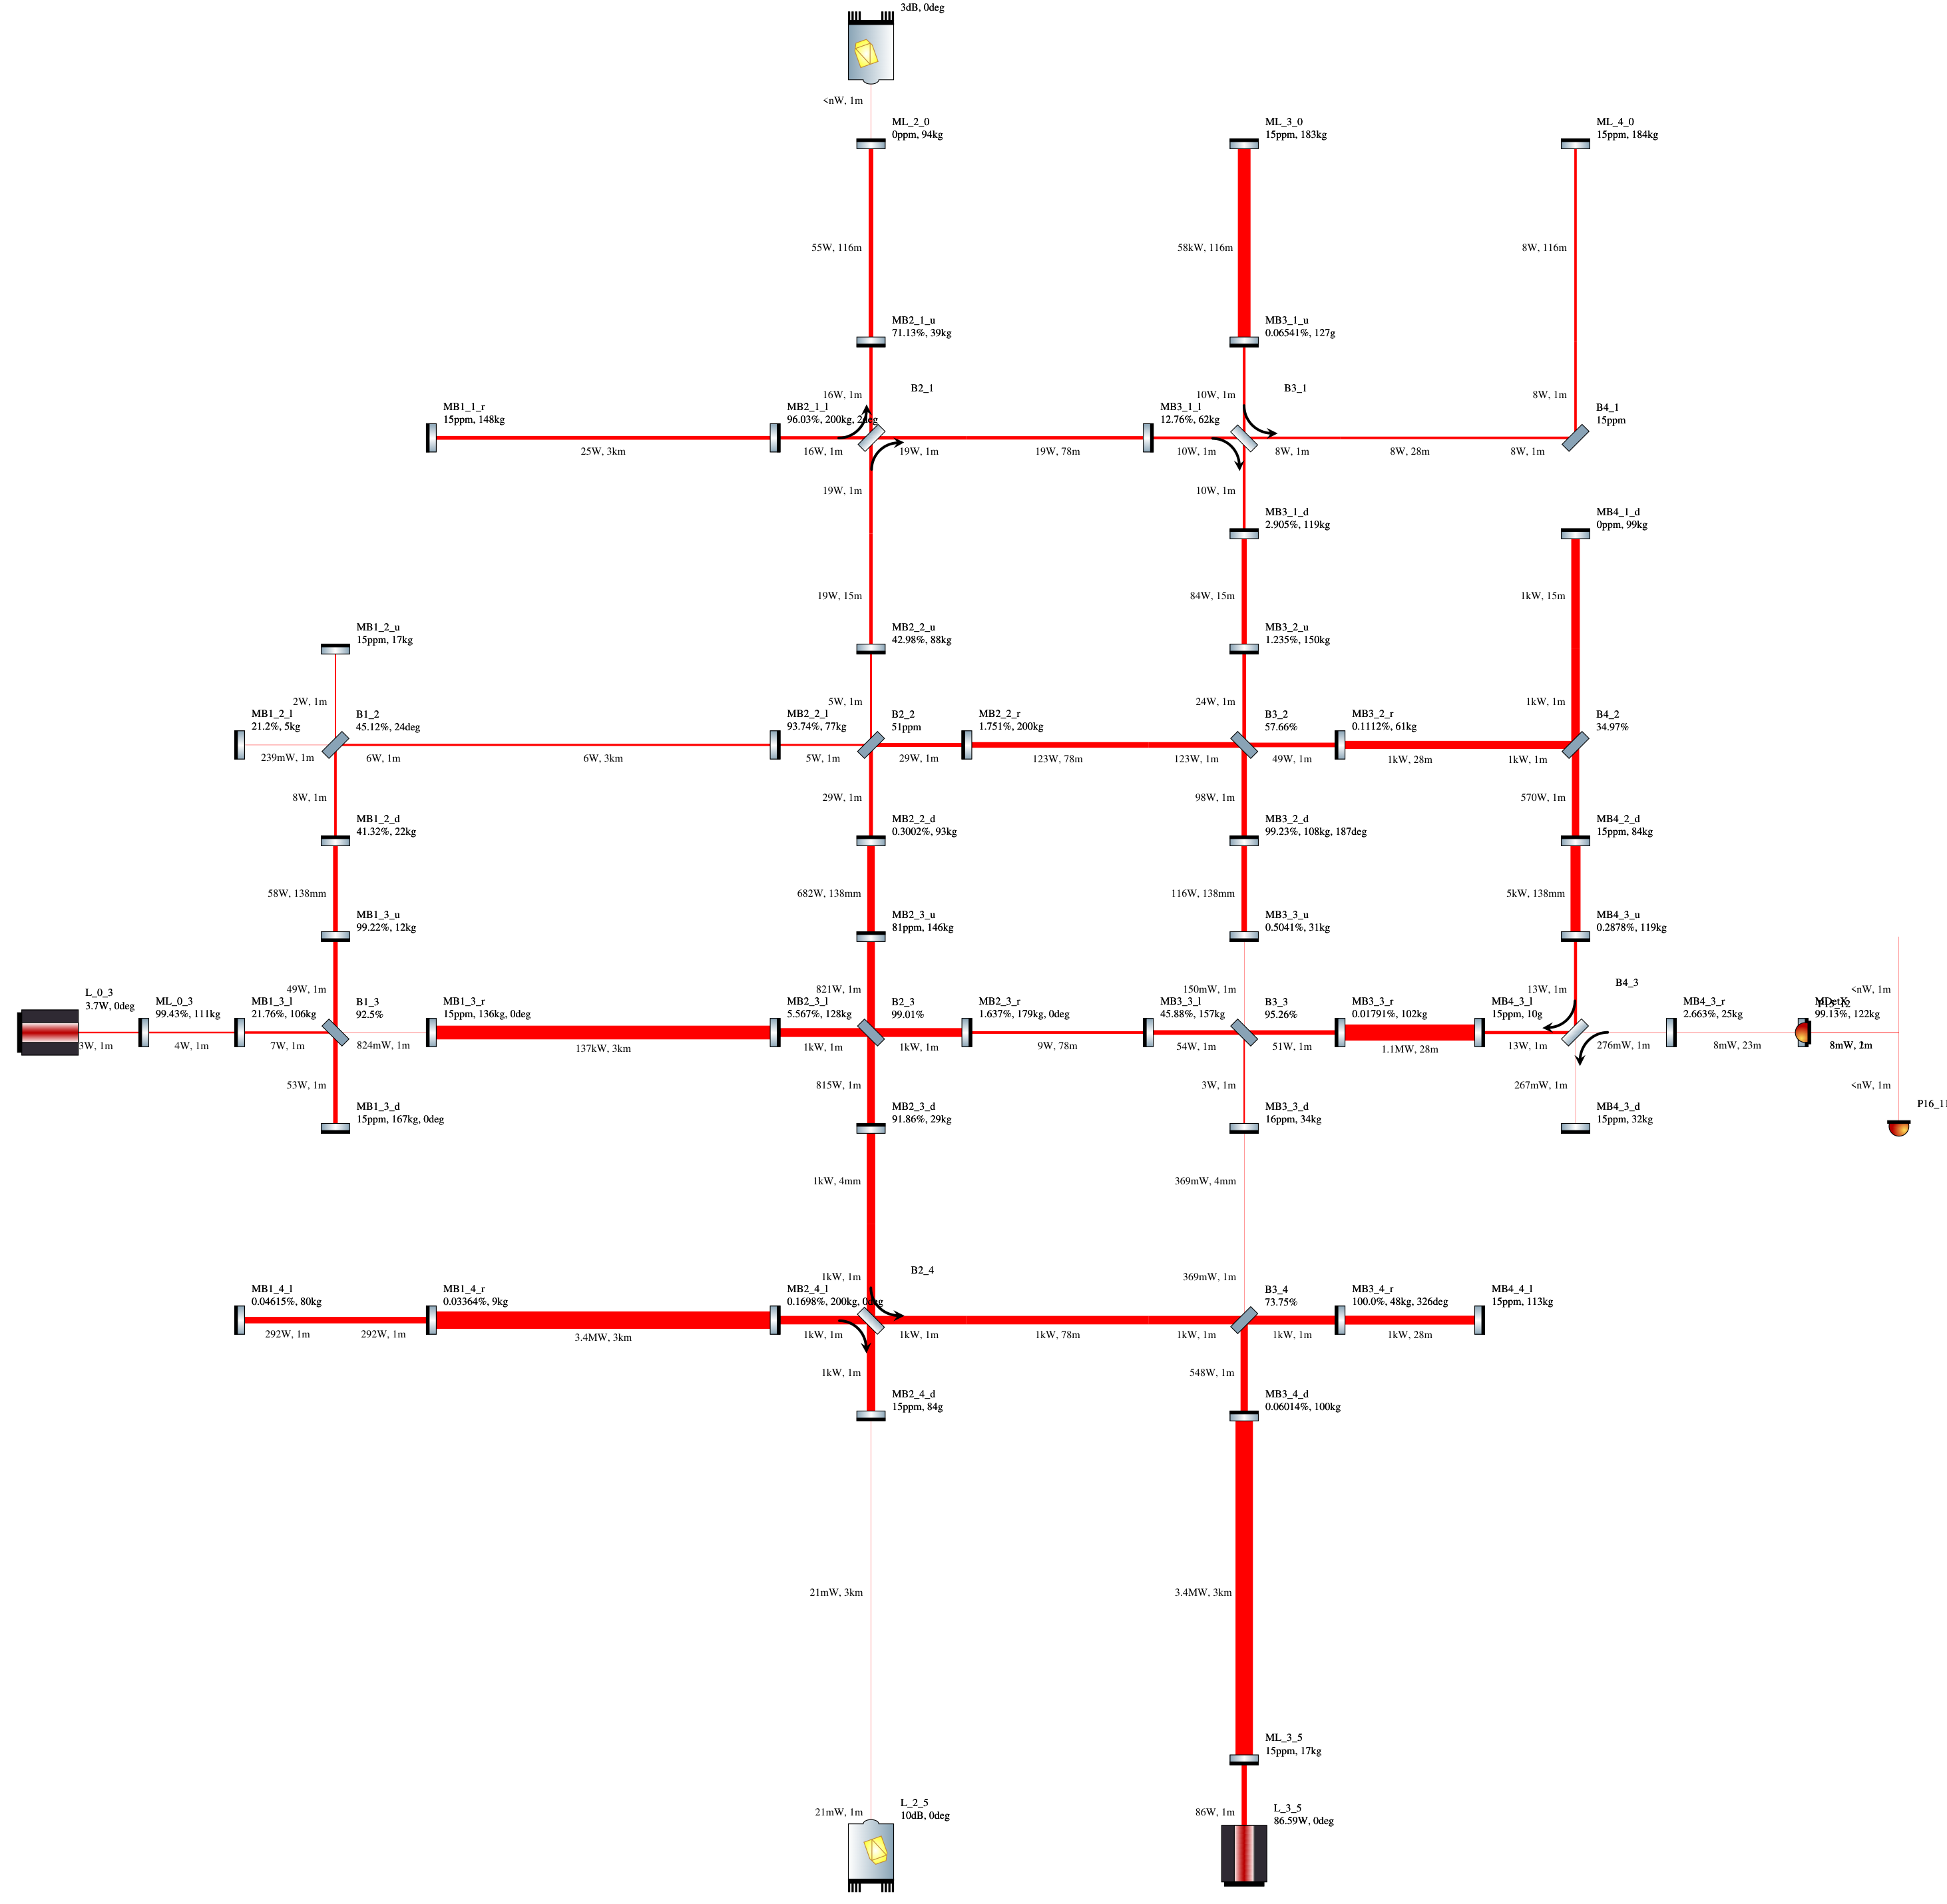 3dB, 0deg
<nW, 1m
ML_2_0
0ppm, 94kg
ML_3_0
15ppm, 183kg
ML_4_0
15ppm, 184kg
55W, 116m
58kW, 116m
8W, 116m
MB2_1_u
71.13%, 39kg
MB3_1_u
0.06541%, 127g
16W, 1m
B2_1
10W, 1m
B3_1
8W, 1m
MB1_1_r
15ppm, 148kg
MB2_1_l
96.03%, 200kg, 2deg
MB3_1_l
12.76%, 62kg
B4_1
15ppm
25W, 3km
16W, 1m
19W, 1m
19W, 78m
10W, 1m
8W, 1m
8W, 28m
8W, 1m
19W, 1m
10W, 1m
MB3_1_d
2.905%, 119kg
MB4_1_d
0ppm, 99kg
19W, 15m
84W, 15m
1kW, 15m
MB1_2_u
15ppm, 17kg
MB2_2_u
42.98%, 88kg
MB3_2_u
1.235%, 150kg
2W, 1m
5W, 1m
24W, 1m
1kW, 1m
MB1_2_l
21.2%, 5kg
B1_2
45.12%, 24deg
MB2_2_l
93.74%, 77kg
B2_2
51ppm
MB2_2_r
1.751%, 200kg
B3_2
57.66%
MB3_2_r
0.1112%, 61kg
B4_2
34.97%
239mW, 1m
6W, 1m
6W, 3km
5W, 1m
29W, 1m
123W, 78m
123W, 1m
49W, 1m
1kW, 28m
1kW, 1m
8W, 1m
29W, 1m
98W, 1m
570W, 1m
MB1_2_d
41.32%, 22kg
MB2_2_d
0.3002%, 93kg
MB3_2_d
99.23%, 108kg, 187deg
MB4_2_d
15ppm, 84kg
58W, 138mm
682W, 138mm
116W, 138mm
5kW, 138mm
MB1_3_u
99.22%, 12kg
MB2_3_u
81ppm, 146kg
MB3_3_u
0.5041%, 31kg
MB4_3_u
0.2878%, 119kg
49W, 1m
821W, 1m
150mW, 1m
13W, 1m
B4_3
<nW, 1m
L_0_3
3.7W, 0deg
ML_0_3
99.43%, 111kg
MB1_3_l
21.76%, 106kg
B1_3
92.5%
MB1_3_r
15ppm, 136kg, 0deg
MB2_3_l
5.567%, 128kg
B2_3
99.01%
MB2_3_r
1.637%, 179kg, 0deg
MB3_3_l
45.88%, 157kg
B3_3
95.26%
MB3_3_r
0.01791%, 102kg
MB4_3_l
15ppm, 10g
MB4_3_r
2.663%, 25kg
99.13%, 122kg
3W, 1m
4W, 1m
7W, 1m
824mW, 1m
137kW, 3km
1kW, 1m
1kW, 1m
9W, 78m
54W, 1m
51W, 1m
1.1MW, 28m
13W, 1m
276mW, 1m
8mW, 23m
53W, 1m
815W, 1m
3W, 1m
267mW, 1m
<nW, 1m
MB1_3_d
15ppm, 167kg, 0deg
MB2_3_d
91.86%, 29kg
MB3_3_d
16ppm, 34kg
MB4_3_d
15ppm, 32kg
1kW, 4mm
369mW, 4mm
1kW, 1m
B2_4
369mW, 1m
MB1_4_l
0.04615%, 80kg
MB1_4_r
0.03364%, 9kg
MB2_4_l
0.1698%, 200kg, 0deg
B3_4
73.75%
MB3_4_r
100.0%, 48kg, 326deg
MB4_4_l
15ppm, 113kg
292W, 1m
292W, 1m
3.4MW, 3km
1kW, 1m
1kW, 1m
1kW, 78m
1kW, 1m
1kW, 1m
1kW, 28m
1kW, 1m
548W, 1m
MB2_4_d
15ppm, 84g
MB3_4_d
0.06014%, 100kg
21mW, 3km
3.4MW, 3km
ML_3_5
15ppm, 17kg
21mW, 1m
L_2_5
10dB, 0deg
86W, 1m
L_3_5
86.59W, 0deg